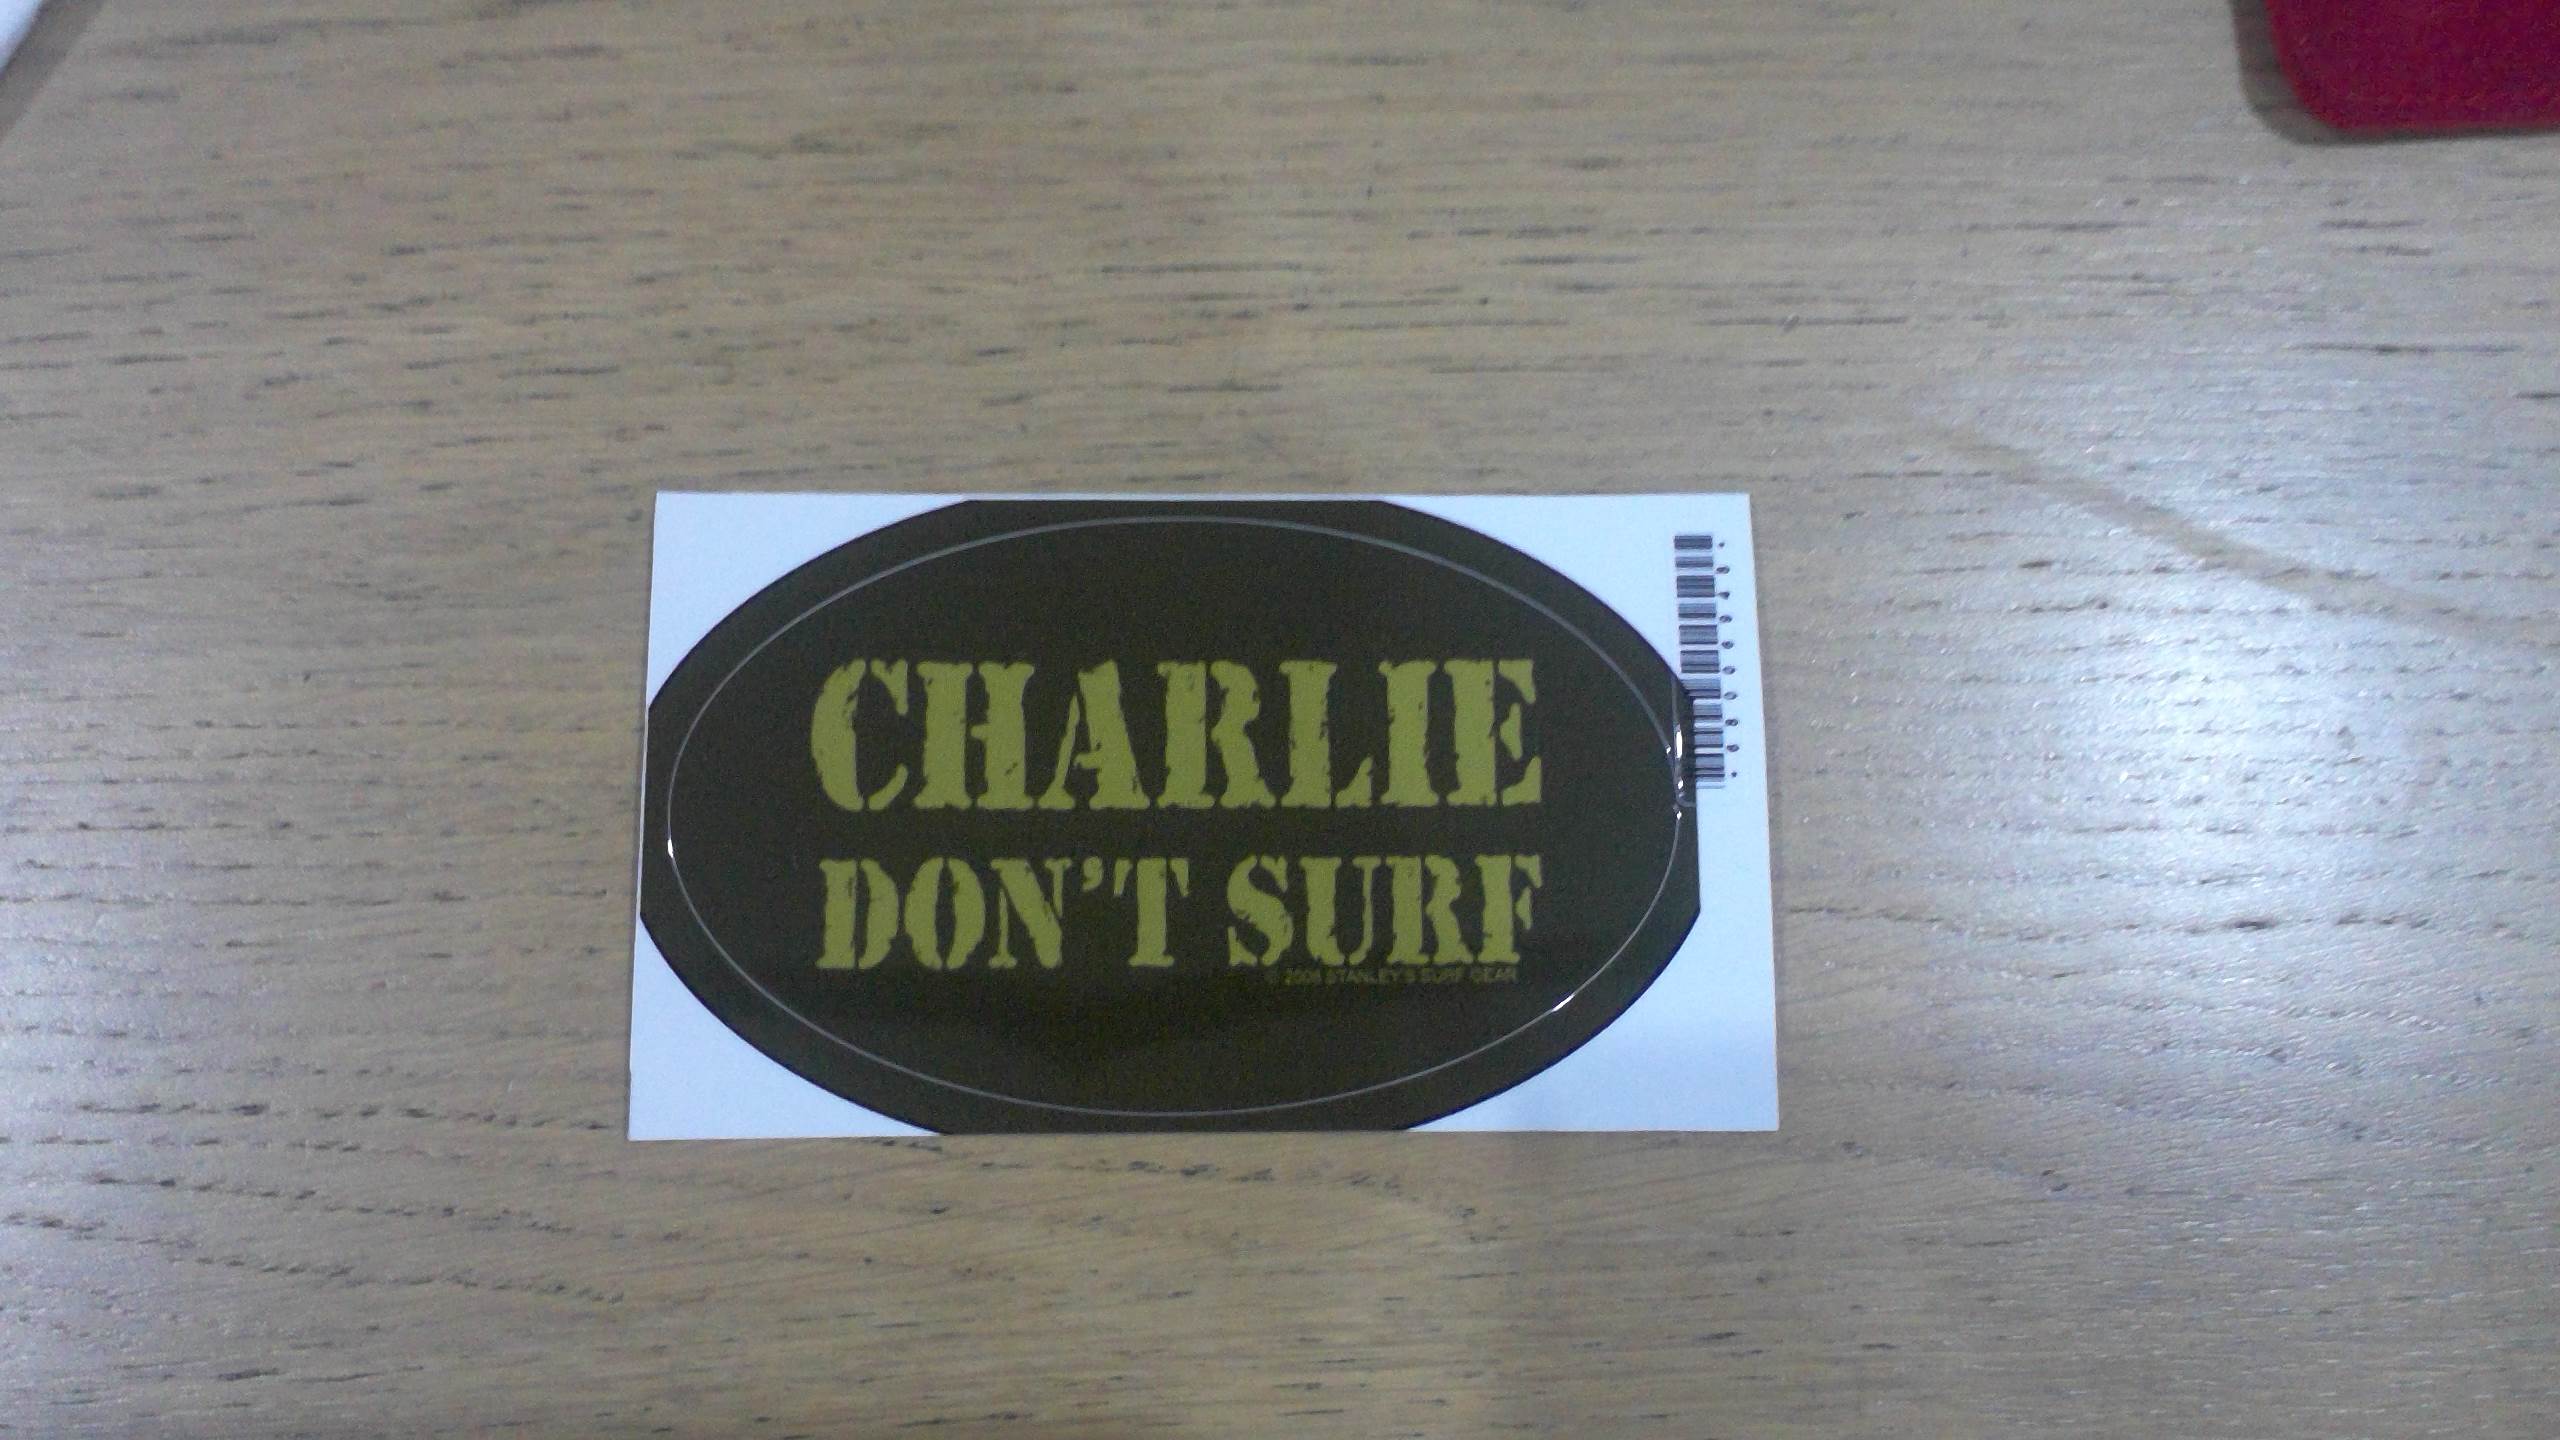 CHARLIE
DON'T SURF
© 2006 STANLEY'S SURF GEAR